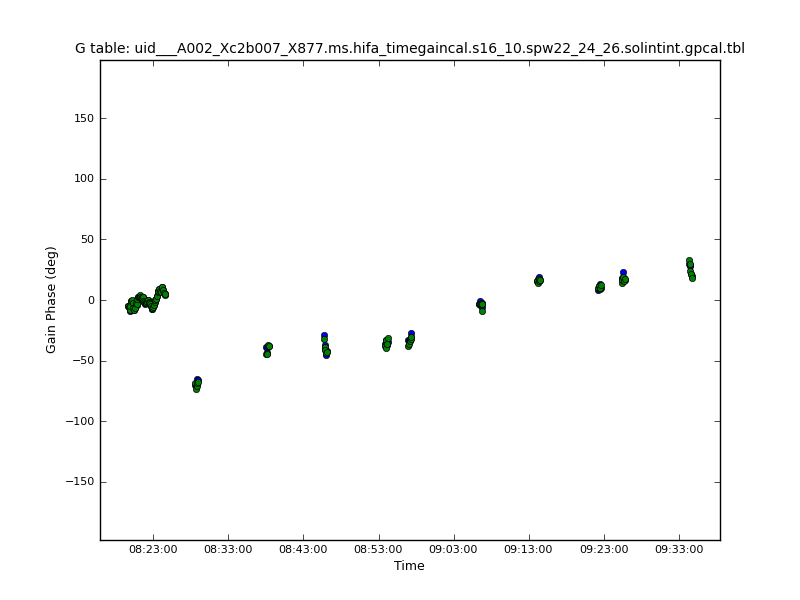 G table: uid___A002_Xc2b007_X877.ms.hifa_timegaincal.s16_10.spw22_24_26.solintint.gpcal.tbl
150
100
50
0
−50
−100
−150
Gain Phase (deg)
08:23:00 08:33:00 08:43:00 08:53:00 09:03:00 09:13:00 09:23:00 09:33:00
Time